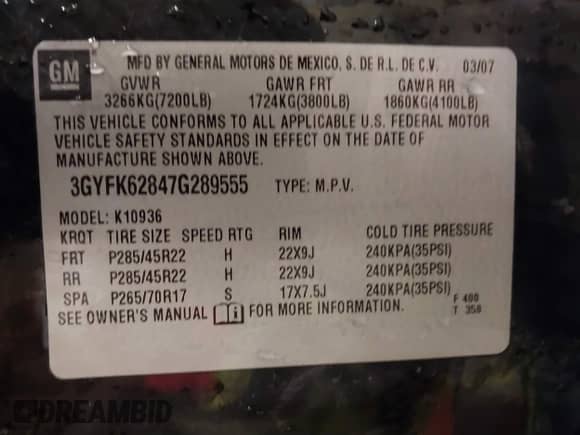 GM
MFD BY GENERAL MOTORS DE MEXICO, S. DE R.L. DE C.V. 03/07
GVWR GAWR FRT GAWR RR
3266KG(7200LB) 1724KG(3800LB) 1860KG(4100LB)
THIS VEHICLE CONFORMS TO ALL APPLICABLE U.S. FEDERAL MOTOR
VEHICLE SAFETY STANDARDS IN EFFECT ON THE DATE OF
MANUFACTURE SHOWN ABOVE.
3GYFK62847G289555 TYPE: M.P.V.
MODEL: K10936
KRQT TIRE SIZE SPEED RTG RIM COLD TIRE PRESSURE
FRT P285/45R22 H 22X9J 240KPA(35PSI)
RR P285/45R22 H 22X9J 240KPA(35PSI)
SPA P265/70R17 S 17X7.5J 240KPA(35PSI)
SEE OWNER'S MANUAL i FOR MORE INFORMATION.
F 400
T 358
DREAMBID